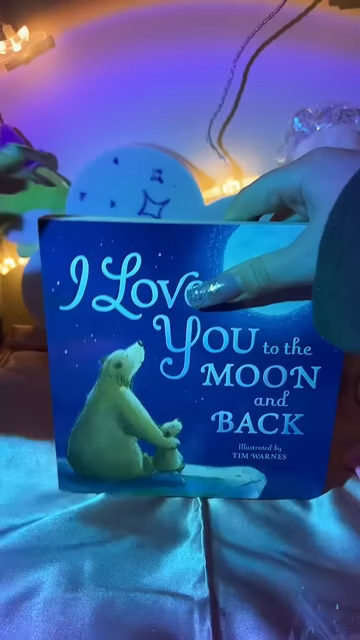 I Love
You to the
Moon
and
Back
Illustrated by
Tim Warnes